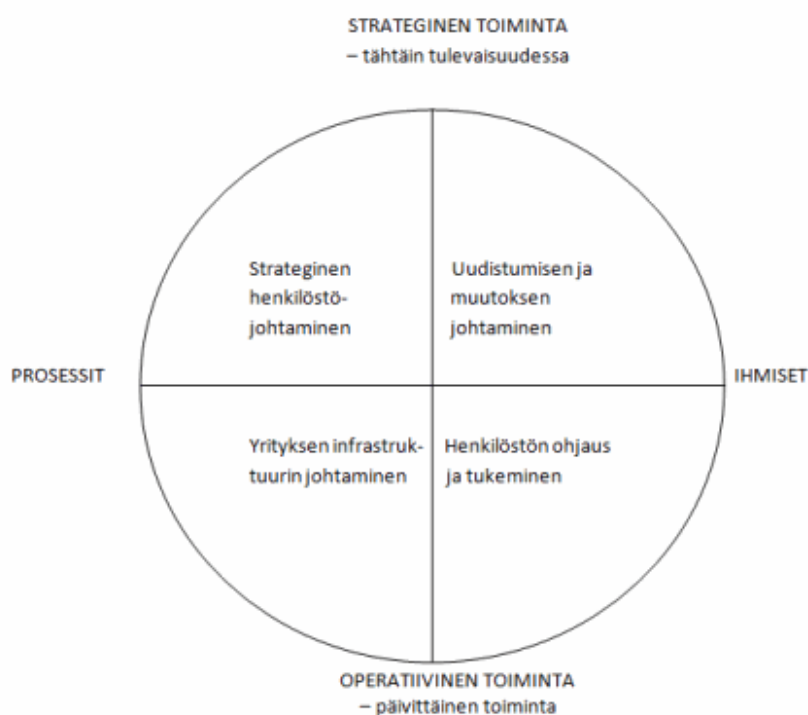 STRATEGINEN TOIMINTA
– tähtäin tulevaisuudessa
Strateginen
henkilöstö-
johtaminen
Uudistumisen ja
muutoksen
johtaminen
PROSESSIT
IHMISET
Yrityksen infrastruk-
tuurin johtaminen
Henkilöstön ohjaus
ja tukeminen
OPERATIIVINEN TOIMINTA
– päivittäinen toiminta